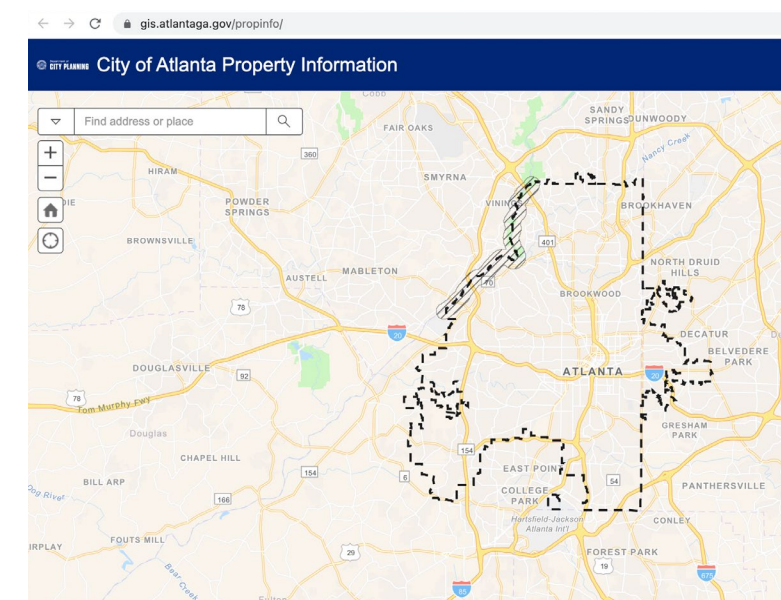 gis.atlantaga.gov/propinfo/
CITY PLANNING
City of Atlanta Property Information
Cobb
SANDY
SPRINGS
DUNWOODY
Find address or place
FAIR OAKS
Nancy Creek
360
+
SMYRNA
HIRAM
−
POWDER
SPRINGS
DIE
VININGS
BROOKHAVEN
BROWNSVILLE
401
NORTH DRUID
HILLS
MABLETON
AUSTELL
70
BROOKWOOD
78
20
DECATUR
De
BELVEDERE
PARK
DOUGLASVILLE
92
ATLANTA
20
78
Tom Murphy Fwy
Douglas
GRESHAM
PARK
154
CHAPEL HILL
EAST POINT
154
6
54
BILL ARP
PANTHERSVILLE
COLLEGE
PARK
Dog River
166
Hartsfield-Jackson
Atlanta Int'l
CONLEY
FOUTS MILL
IRPLAY
29
FOREST PARK
19
Bear Creek
675
85